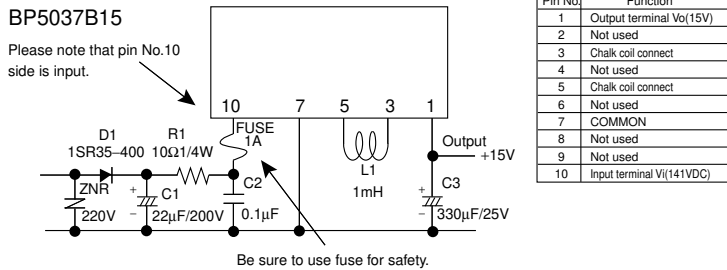 BP5037B15
Please note that pin No.10
side is input.
10 7 5 3 1
FUSE
1A
D1
1SR35–400
R1
10Ω1/4W
L1
1mH
Output
+15V
ZNR
220V
+ C1
– 22μF/200V
C2
0.1μF
+ C3
– 330μF/25V
Be sure to use fuse for safety.
Pin No. Function
1 Output terminal Vo(15V)
2 Not used
3 Chalk coil connect
4 Not used
5 Chalk coil connect
6 Not used
7 COMMON
8 Not used
9 Not used
10 Input terminal Vi(141VDC)